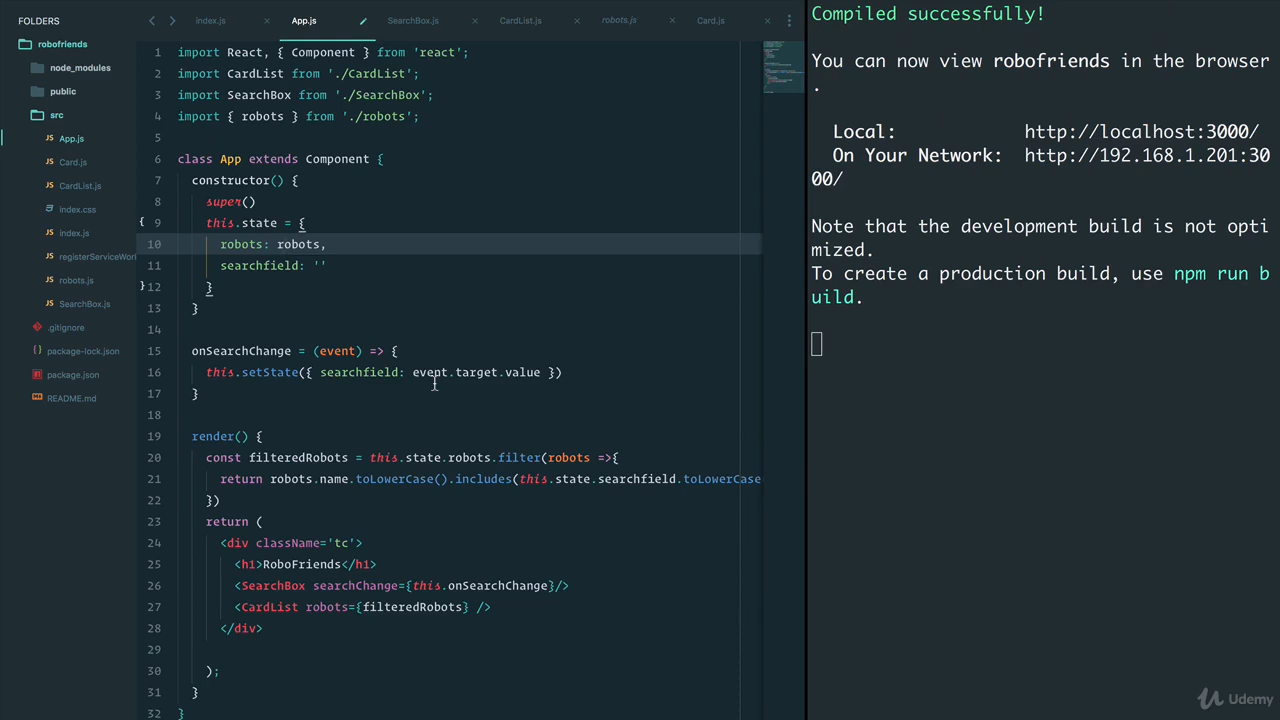 FOLDERS
robofriends
node_modules
public
src
App.js
Card.js
CardList.js
index.css
index.js
registerServiceWorl
robots.js
SearchBox.js
.gitignore
package-lock.json
package.json
README.md
index.js App.js SearchBox.js CardList.js robots.js Card.js
1 import React, { Component } from 'react';
2 import CardList from './CardList';
3 import SearchBox from './SearchBox';
4 import { robots } from './robots';
5
6 class App extends Component {
7 constructor() {
8 super()
9 this.state = {
10 robots: robots,
11 searchfield: ''
12 }
13 }
14
15 onSearchChange = (event) => {
16 this.setState({ searchfield: event.target.value })
17 }
18
19 render() {
20 const filteredRobots = this.state.robots.filter(robots =>{
21 return robots.name.toLowerCase().includes(this.state.searchfield.toLowerCase
22 })
23 return (
24 <div className='tc'>
25 <h1>RoboFriends</h1>
26 <SearchBox searchChange={this.onSearchChange}/>
27 <CardList robots={filteredRobots} />
28 </div>
29
30 );
31 }
32 }
Compiled successfully!
You can now view robofriends in the browser
.
Local: http://localhost:3000/
On Your Network: http://192.168.1.201:30
00/
Note that the development build is not opti
mized.
To create a production build, use npm run b
uild.
Udemy